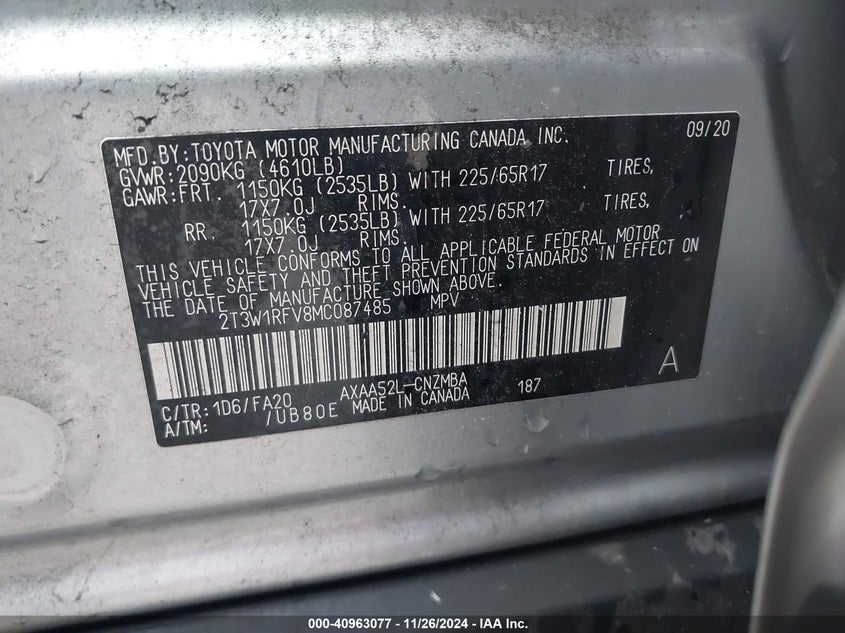 MFD.BY:TOYOTA MOTOR MANUFACTURING CANADA, INC. 09/20
GVWR:2090KG (4610LB)
GAWR:FRT. 1150KG (2535LB) WITH 225/65R17 TIRES,
17X7.0J RIMS.
RR. 1150KG (2535LB) WITH 225/65R17 TIRES,
17X7.0J RIMS.
THIS VEHICLE CONFORMS TO ALL APPLICABLE FEDERAL MOTOR
VEHICLE SAFETY AND THEFT PREVENTION STANDARDS IN EFFECT ON
THE DATE OF MANUFACTURE SHOWN ABOVE.
2T3W1RFV8MC087485 MPV
A
C/TR: 1D6/FA20 AXAA52L-CNZMBA 187
A/TM: /UB80E MADE IN CANADA
000-40963077 - 11/26/2024 - IAA Inc.